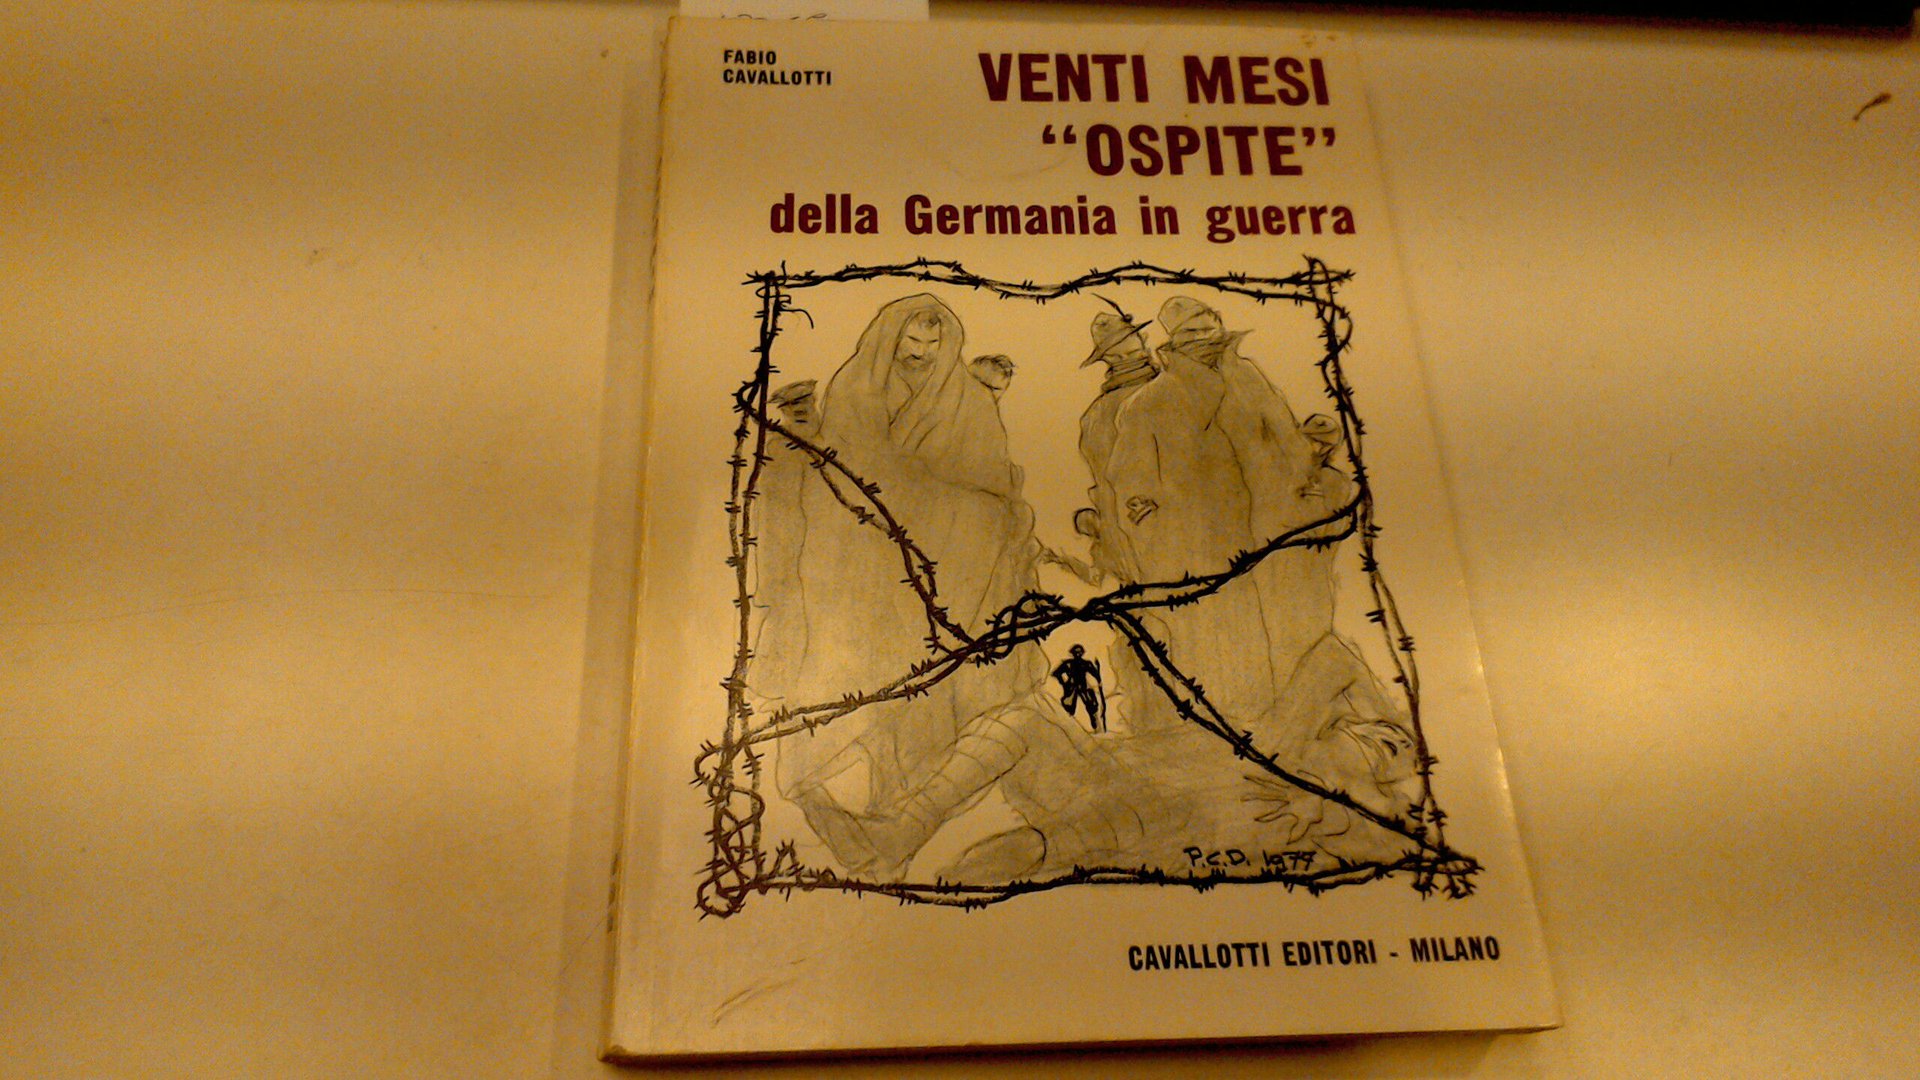 FABIO
CAVALLOTTI
VENTI MESI
“OSPITE”
della Germania in guerra
P.C.D. 1977
CAVALLOTTI EDITORI - MILANO